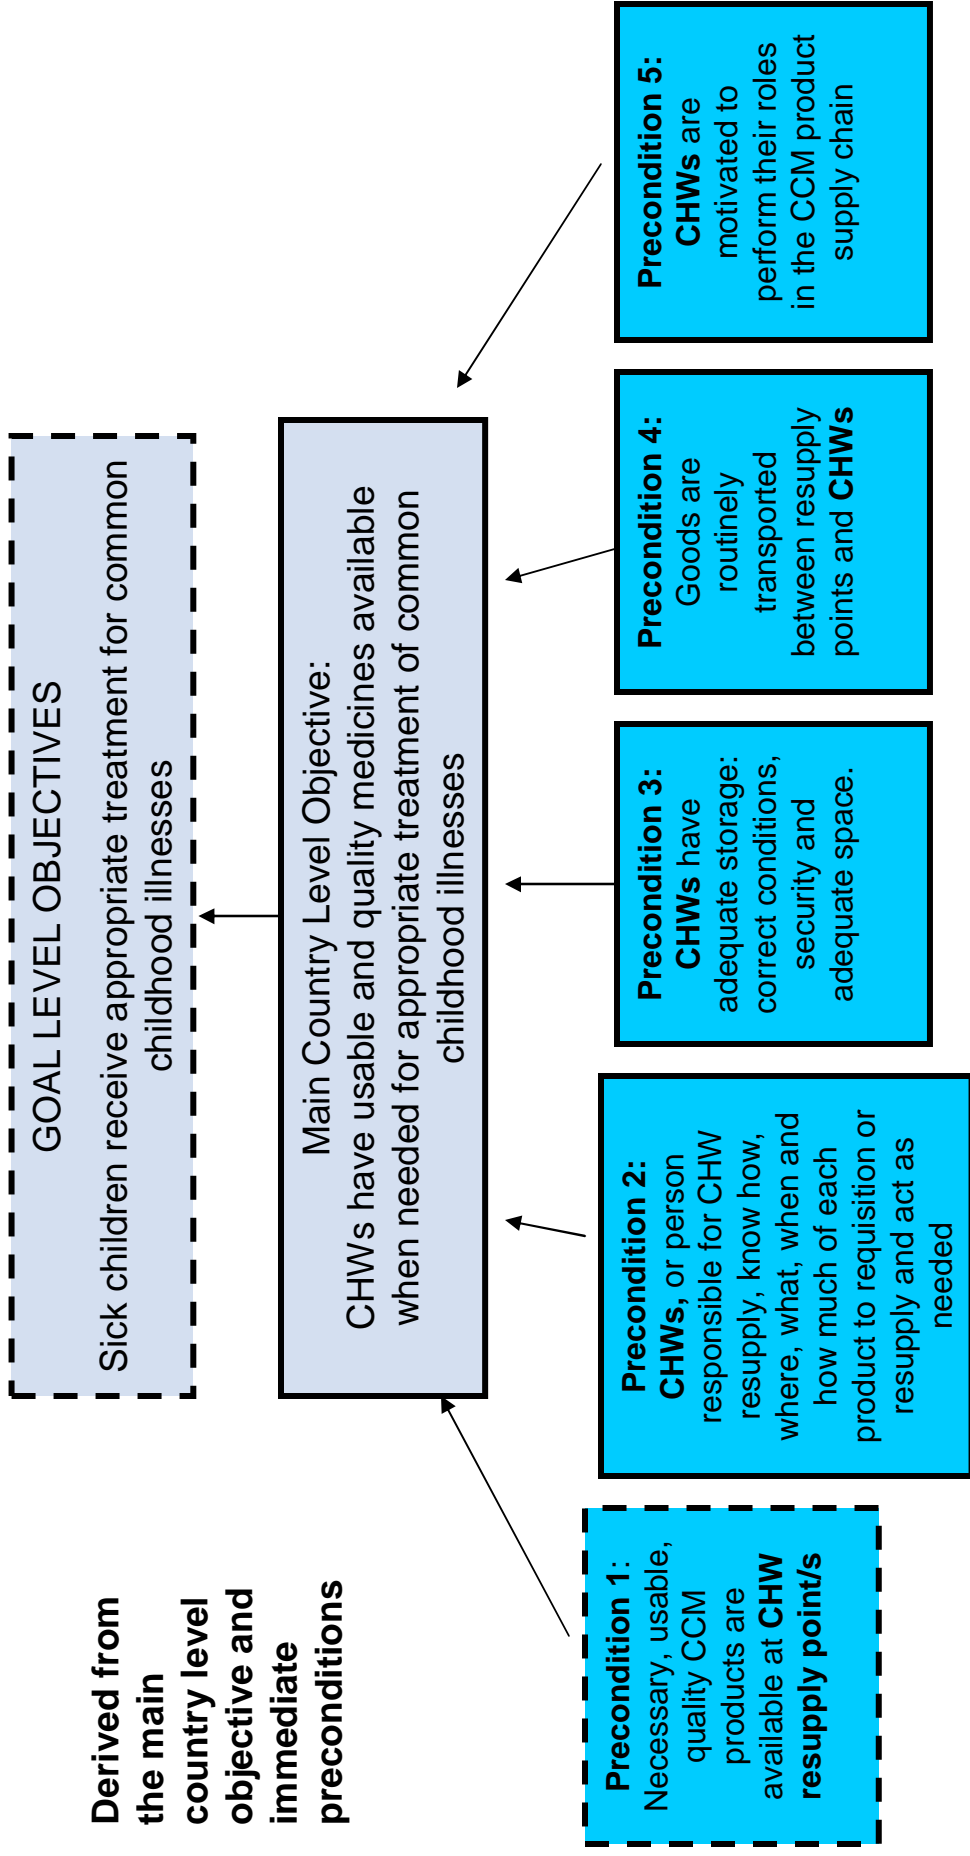 GOAL LEVEL OBJECTIVES
Sick children receive appropriate treatment for common
childhood illnesses
Main Country Level Objective:
CHWs have usable and quality medicines available
when needed for appropriate treatment of common
childhood illnesses
Derived from
the main
country level
objective and
immediate
preconditions
Precondition 1:
Necessary, usable,
quality CCM
products are
available at CHW
resupply point/s
Precondition 2:
CHWs, or person
responsible for CHW
resupply, know how,
where, what, when and
how much of each
product to requisition or
resupply and act as
needed
Precondition 3:
CHWs have
adequate storage:
correct conditions,
security and
adequate space.
Precondition 4:
Goods are
routinely
transported
between resupply
points and CHWs
Precondition 5:
CHWs are
motivated to
perform their roles
in the CCM product
supply chain